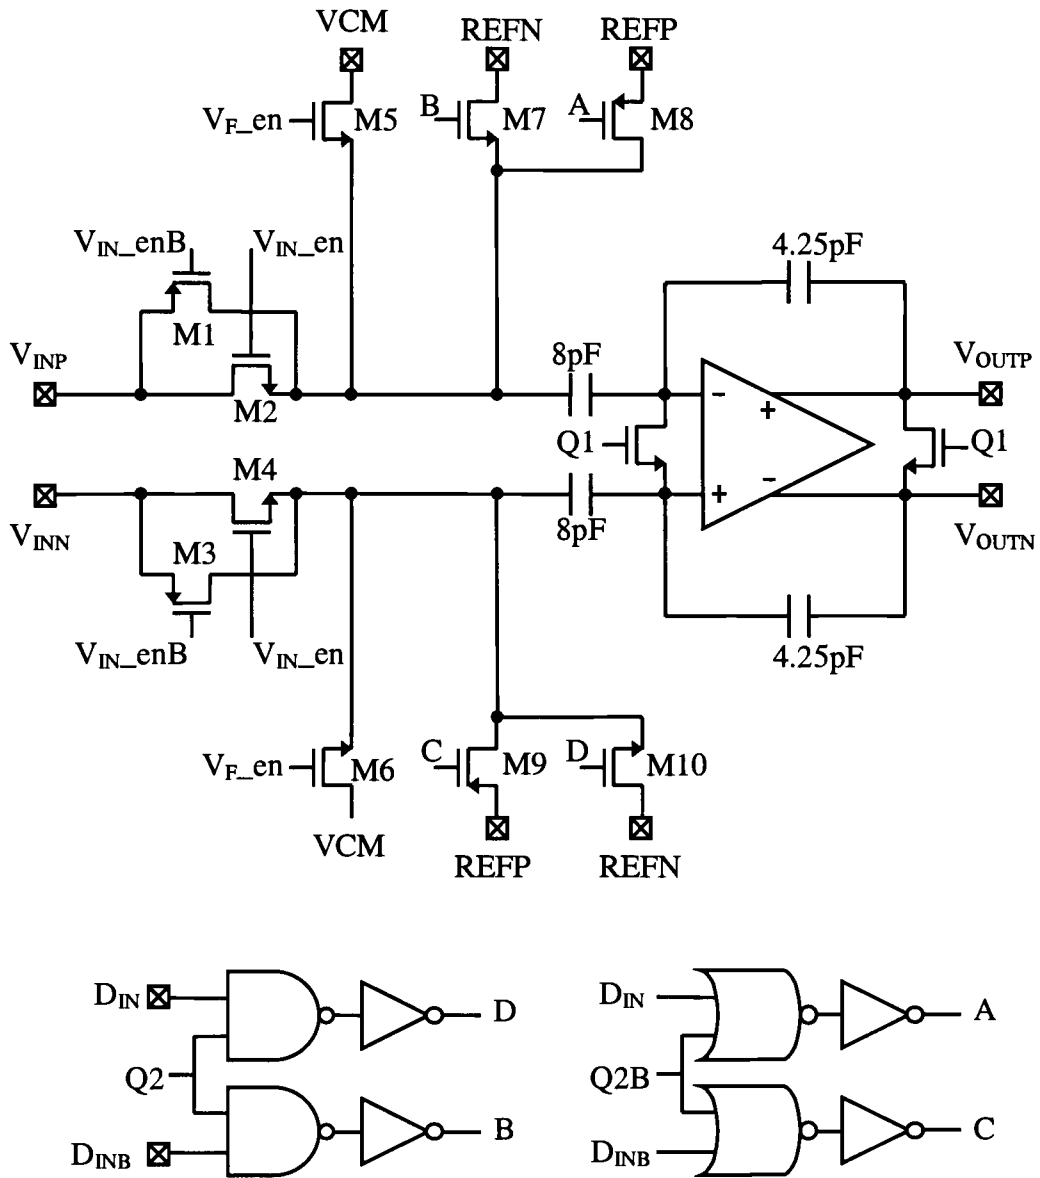 VCM
REFN
REFP
V_F_en
M5
B
M7
A
M8
V_IN_enB
V_IN_en
M1
4.25pF
V_INP
M2
8pF
V_OUTP
-
+
Q1
Q1
M4
-
+
V_INN
M3
8pF
V_OUTN
V_IN_enB
V_IN_en
4.25pF
V_F_en
M6
C
M9
D
M10
VCM
REFP
REFN
D_IN
D
Q2
D_INB
B
D_IN
A
Q2B
D_INB
C